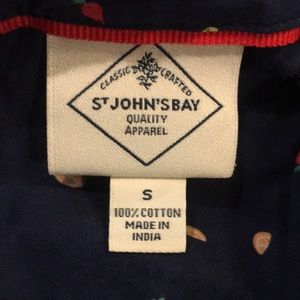 CLASSIC CRAFTED
ST JOHN'S BAY
QUALITY
APPAREL
S
100% COTTON
MADE IN
INDIA